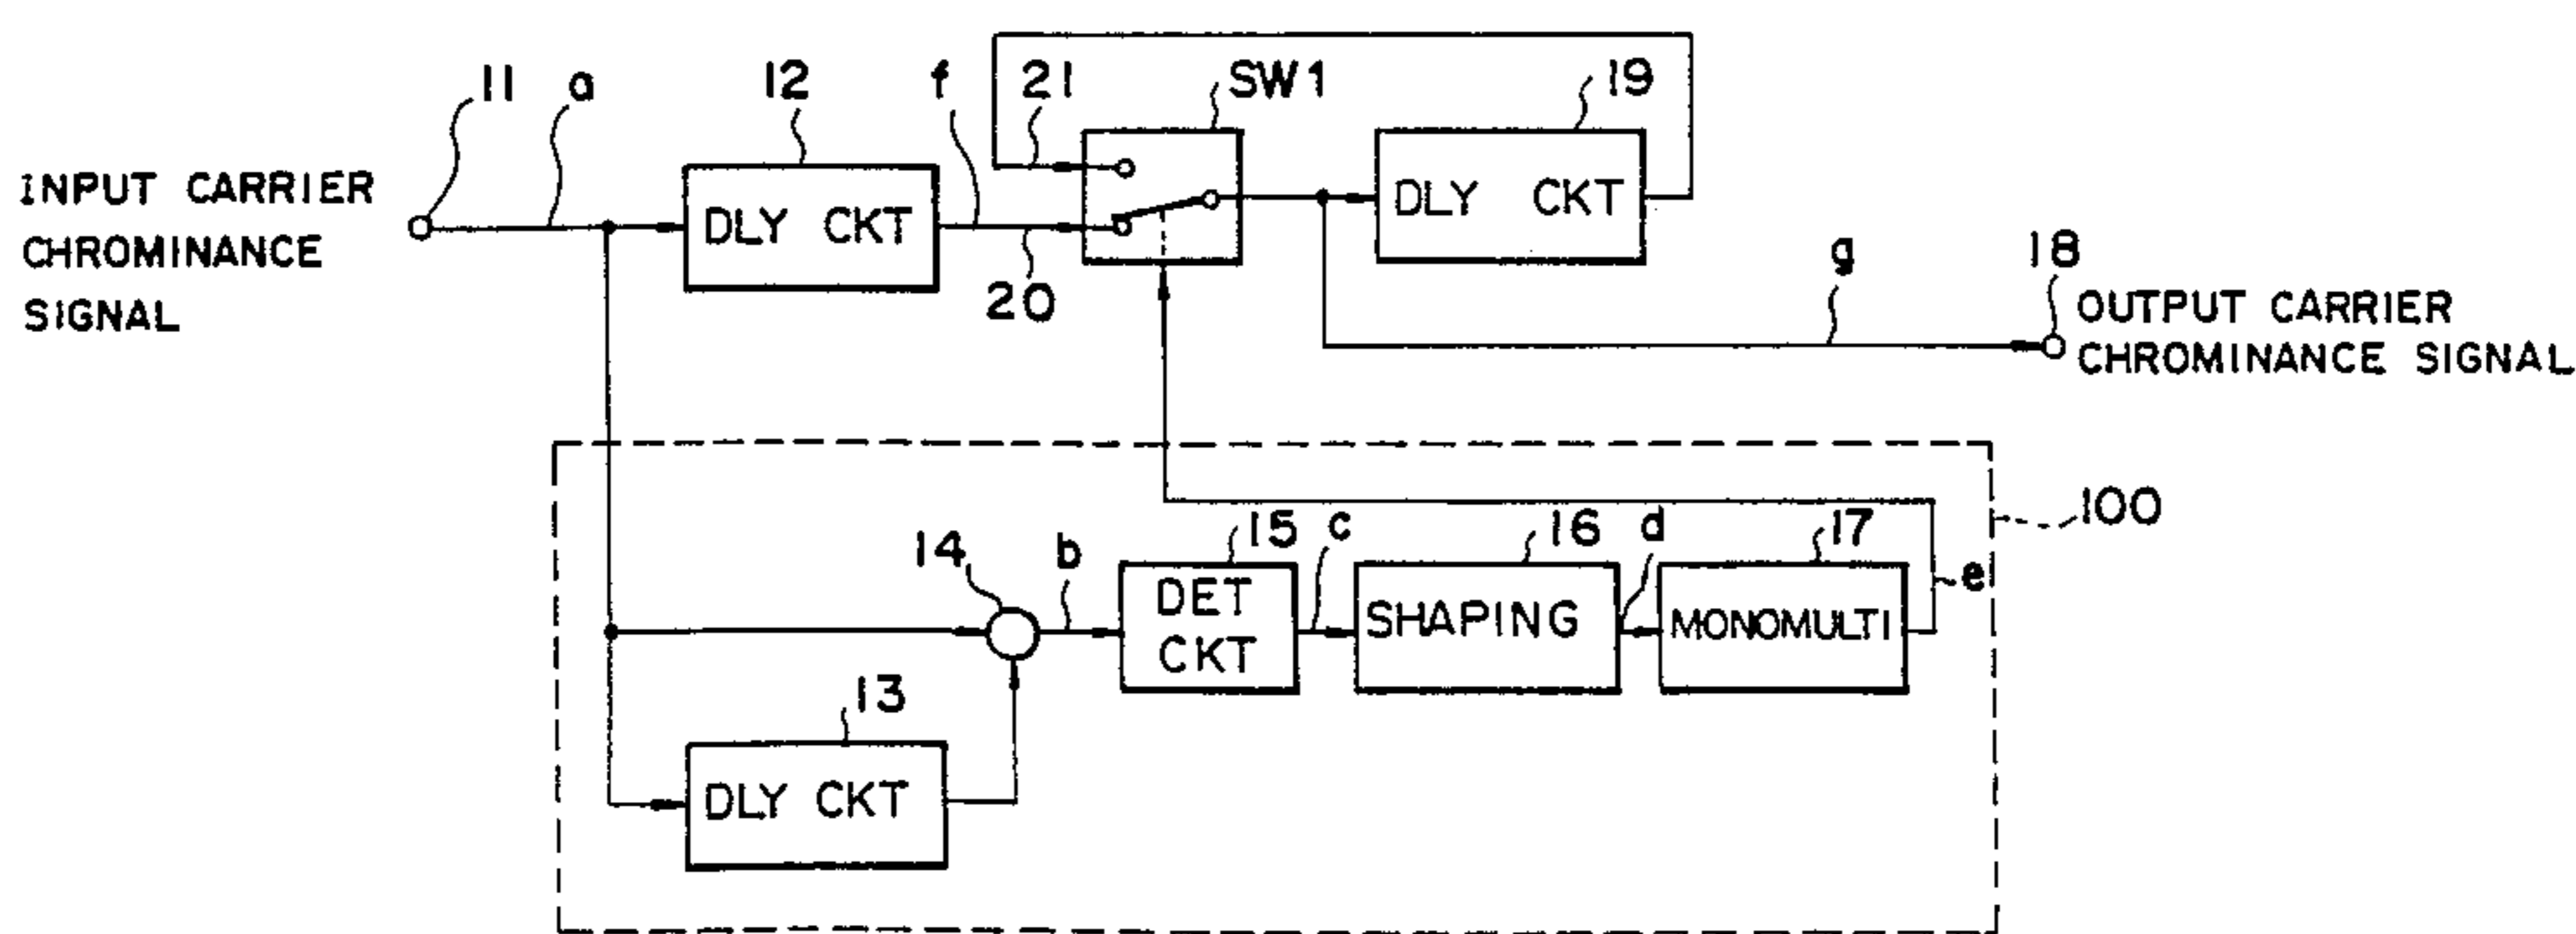 11
a
12
f
21
SW1
19
INPUT CARRIER
CHROMINANCE
SIGNAL
DLY CKT
DLY CKT
20
g
18
OUTPUT CARRIER
CHROMINANCE SIGNAL
100
14
b
15
c
16
d
17
e
DET
CKT
SHAPING
MONOMULTI
13
DLY CKT